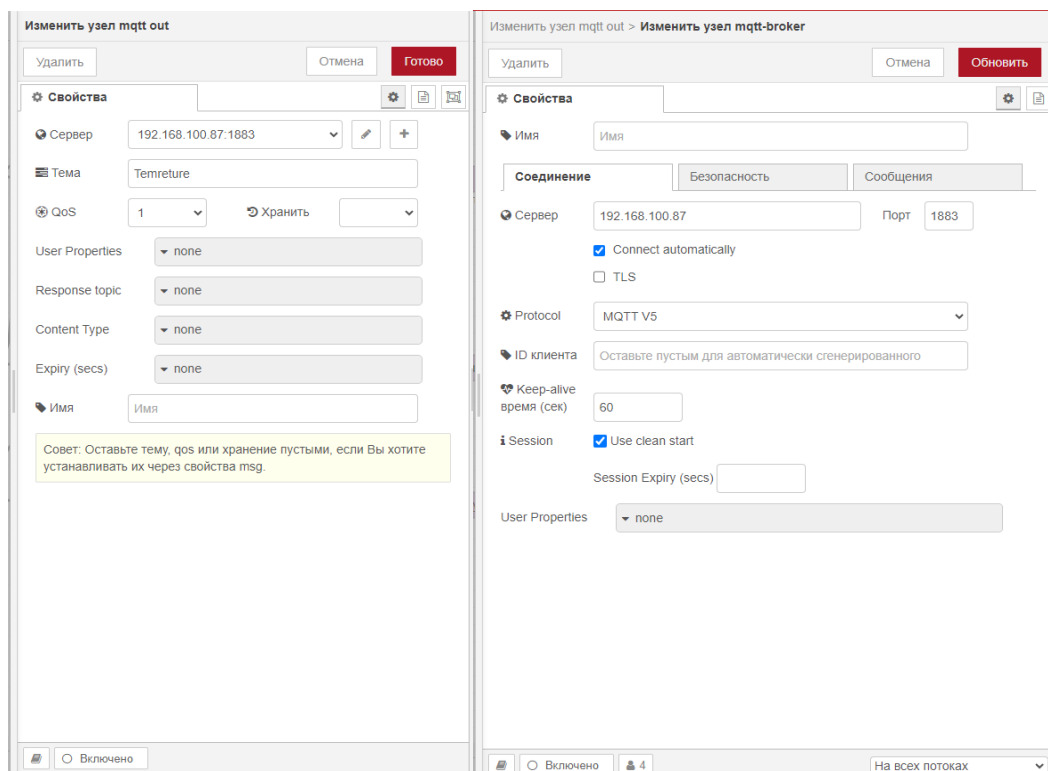 Изменить узел mqtt out
Удалить
Отмена
Готово
Свойства
Сервер
192.168.100.87:1883
Тема
Temreture
QoS
1
Хранить
User Properties
none
Response topic
none
Content Type
none
Expiry (secs)
none
Имя
Имя
Совет: Оставьте тему, qos или хранение пустыми, если Вы хотите
устанавливать их через свойства msg.
Включено
Изменить узел mqtt out > Изменить узел mqtt-broker
Удалить
Отмена
Обновить
Свойства
Имя
Имя
Соединение
Безопасность
Сообщения
Сервер
192.168.100.87
Порт
1883
Connect automatically
TLS
Protocol
MQTT V5
ID клиента
Оставьте пустым для автоматически сгенерированного
Keep-alive
время (сек)
60
Session
Use clean start
Session Expiry (secs)
User Properties
none
Включено
4
На всех потоках